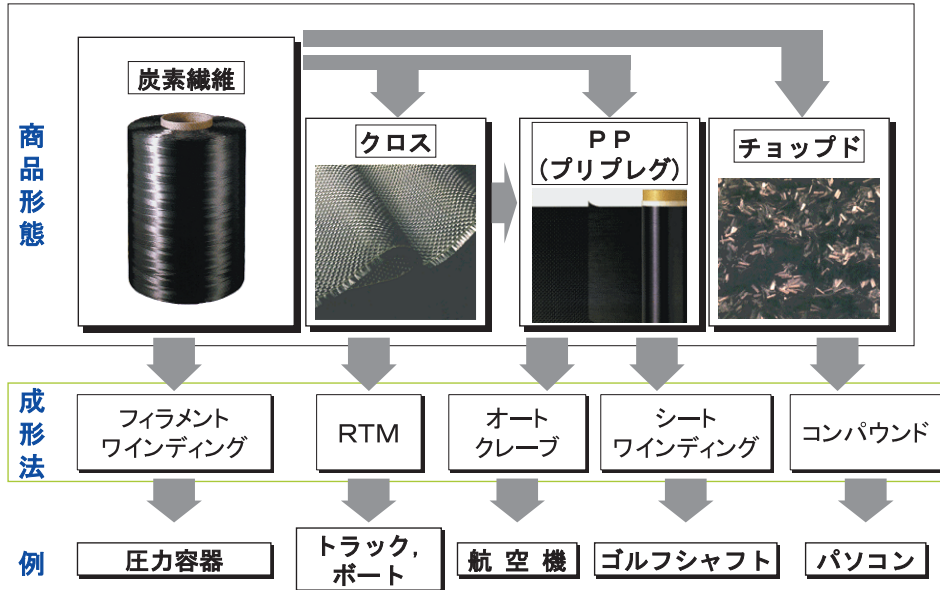 商品形態
炭素繊維
クロス
PP
(プリプレグ)
チョップド
成形法
フィラメント
ワインディング
RTM
オート
クレーブ
シート
ワインディング
コンパウンド
例
圧力容器
トラック,
ボート
航空機
ゴルフシャフト
パソコン